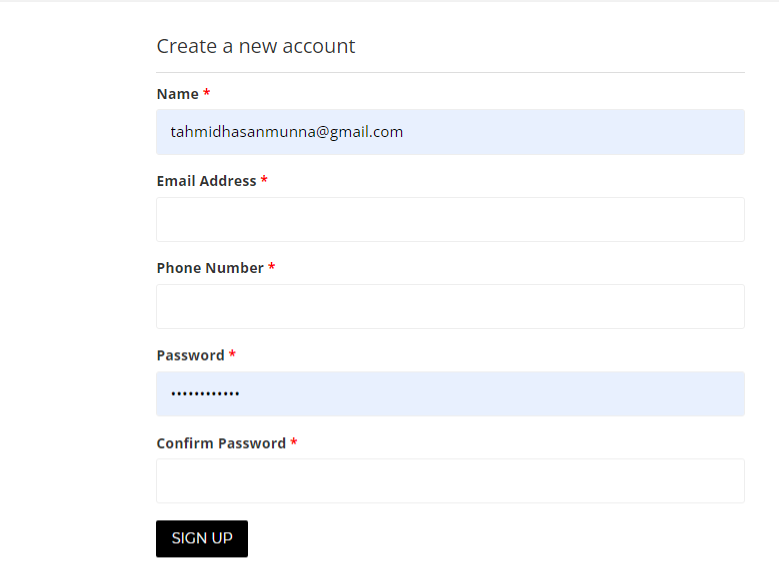 Create a new account
Name *
tahmidhasanmunna@gmail.com
Email Address *
Phone Number *
Password *
••••••••••••
Confirm Password *
SIGN UP